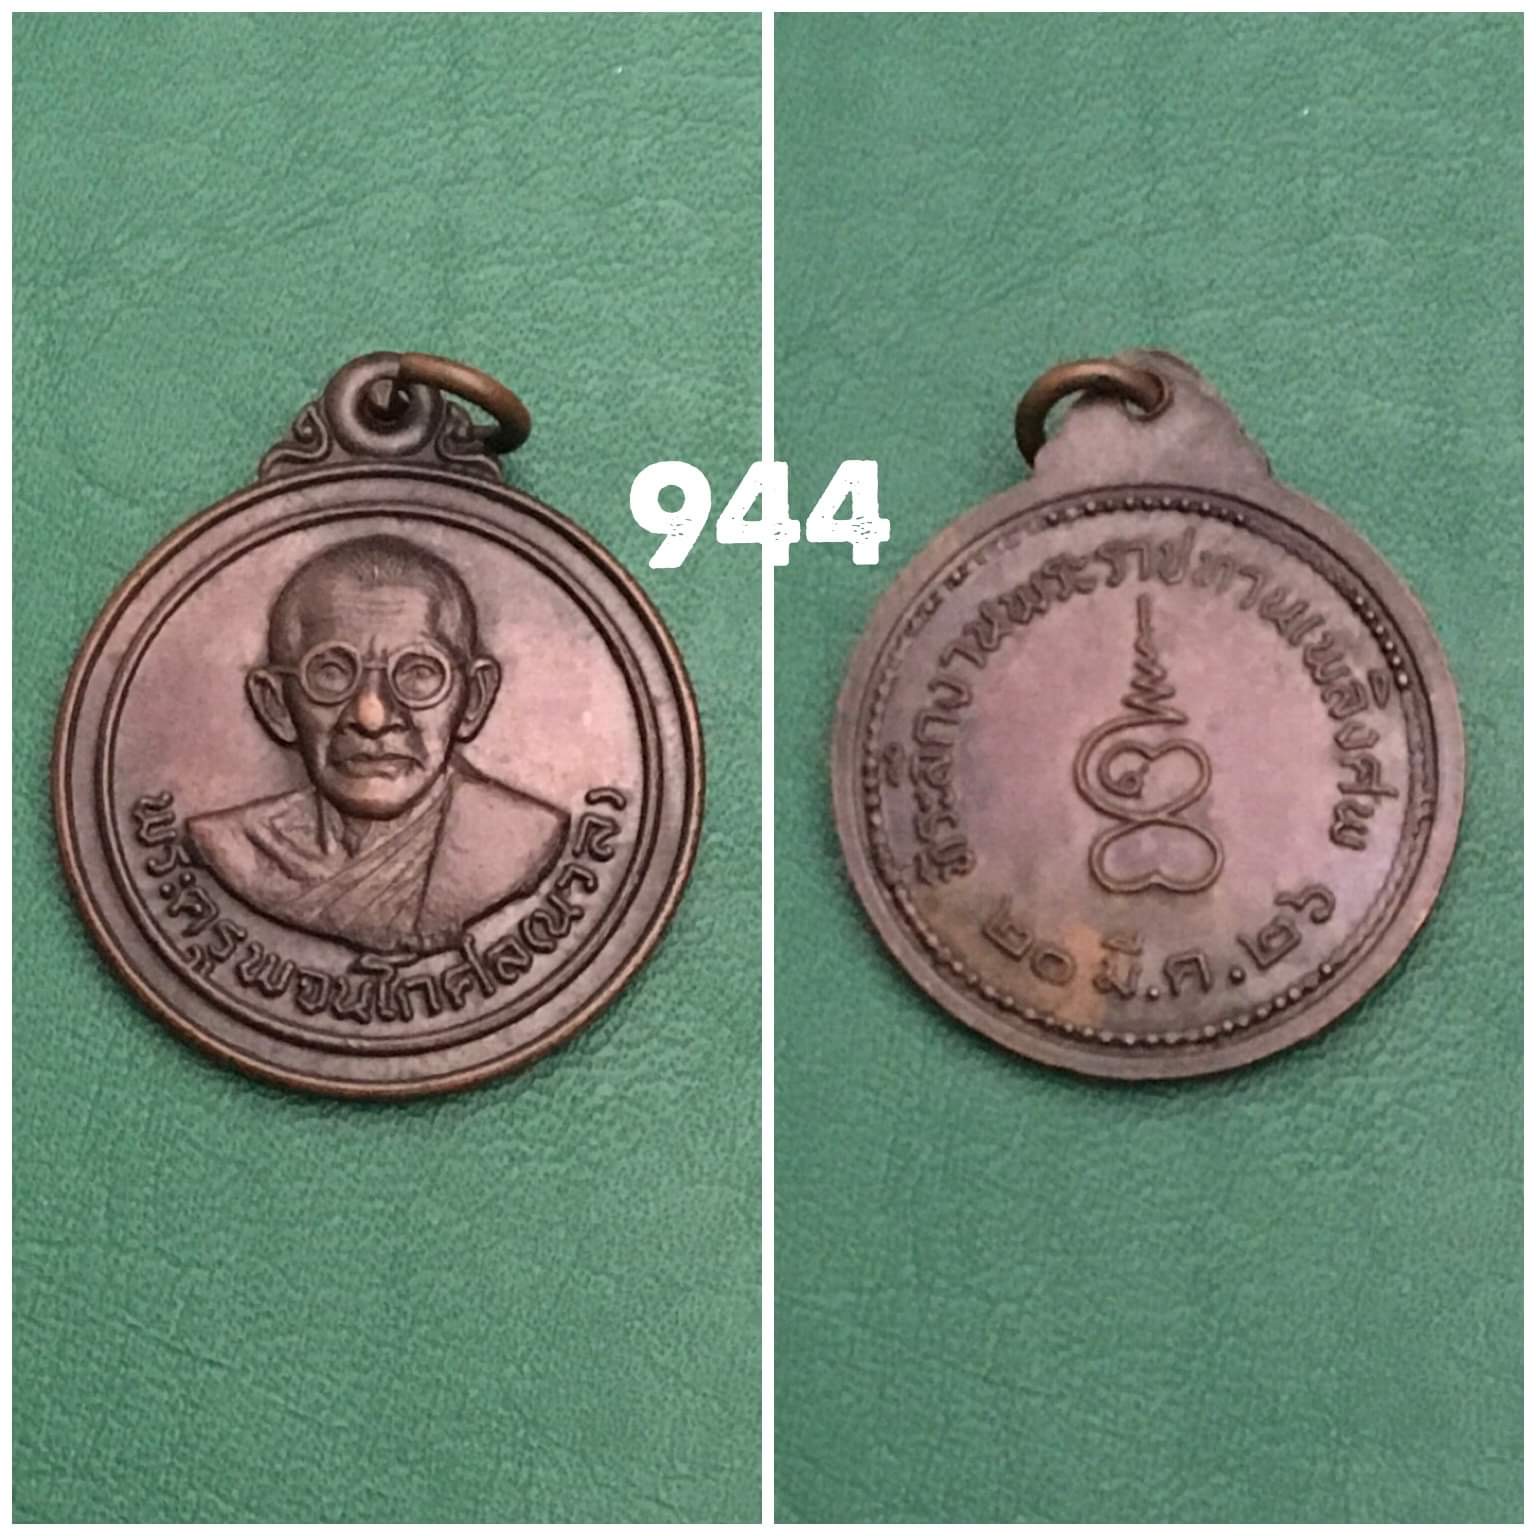 944
พระครูพจนโกศล(นวล)
ที่ระลึกงานพระราชทานเพลิงศพ
๒๐ มี.ค.๒๖